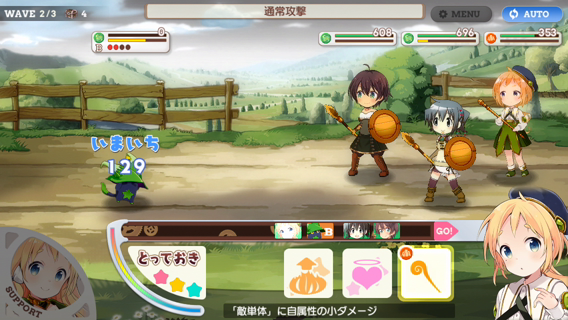 WAVE 2/3 4
通常攻撃
MENU
AUTO
0
608
696
353
いまいち
129
B
GO!
とっておき
SUPPORT
「敵単体」に自属性の小ダメージ